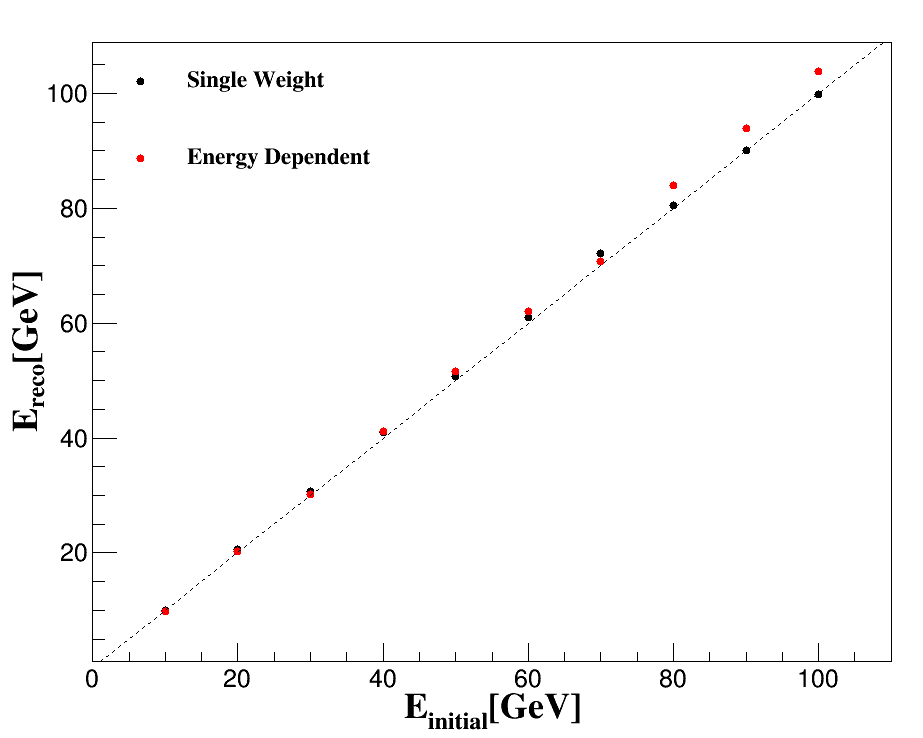 Single Weight
Energy Dependent
100
80
60
40
20
E_reco[GeV]
0 20 40 60 80 100
E_initial[GeV]